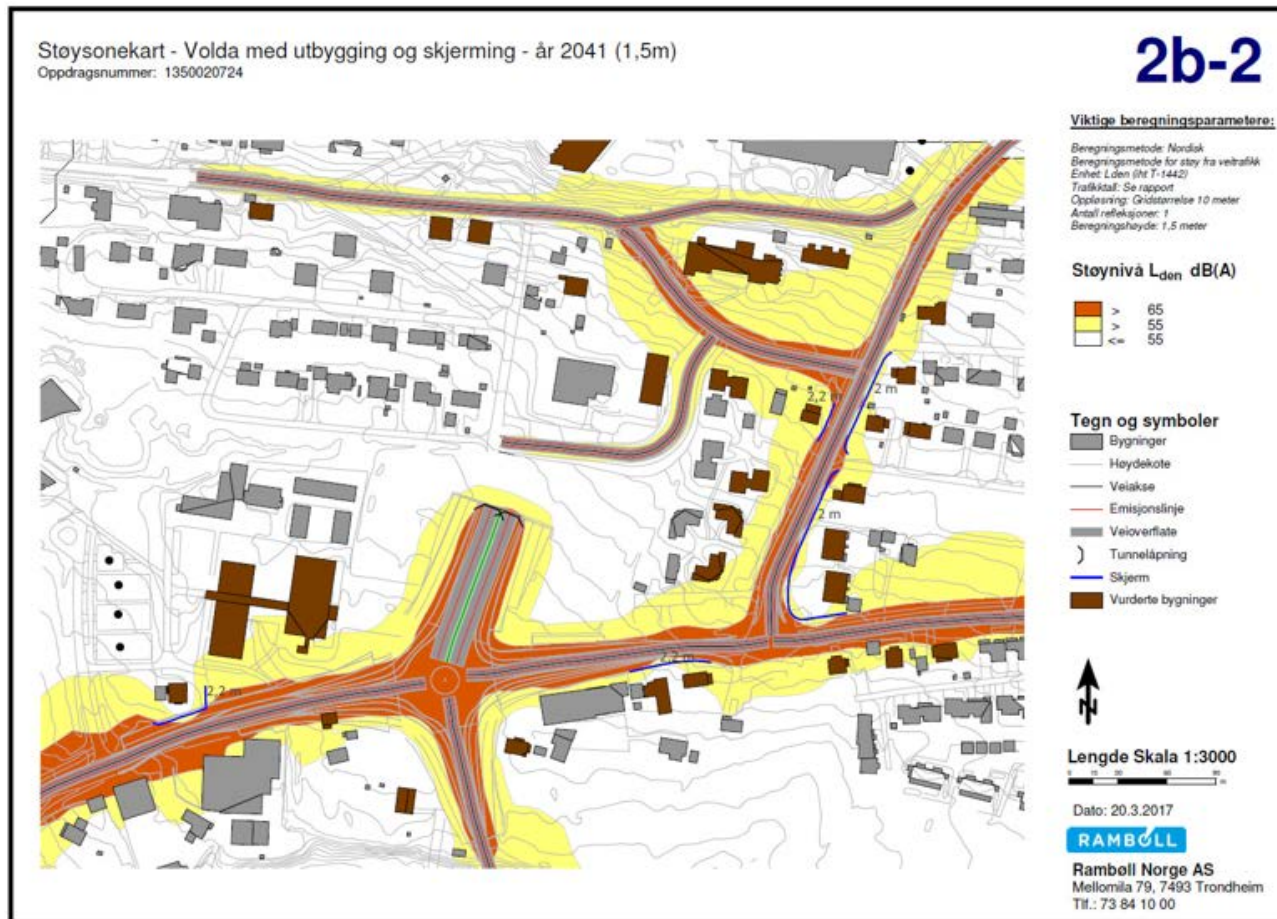 Støysonekart - Volda med utbygging og skjerming - år 2041 (1,5m)
Oppdragsnummer: 1350020724
2b-2
Viktige beregningsparametere:
Beregningsmetode: Nordisk
Beregningsmetode for støy fra veitrafikk
Enhet: Lden (iht T-1442)
Trafikktall: Se rapport
Oppløsning: Gridstørrelse 10 meter
Antall refleksjoner: 1
Beregningshøyde: 1,5 meter
Støynivå Lden dB(A)
> 65
> 55
<= 55
Tegn og symboler
Bygninger
Høydekote
Veiakse
Emisjonslinje
Veioverflate
Tunnelåpning
Skjerm
Vurderte bygninger
2 m
2,2 m
2 m
2,2 m
2,2 m
N
Lengde Skala 1:3000
m
Dato: 20.3.2017
RAMBOLL
Rambøll Norge AS
Mellomila 79, 7493 Trondheim
Tlf.: 73 84 10 00